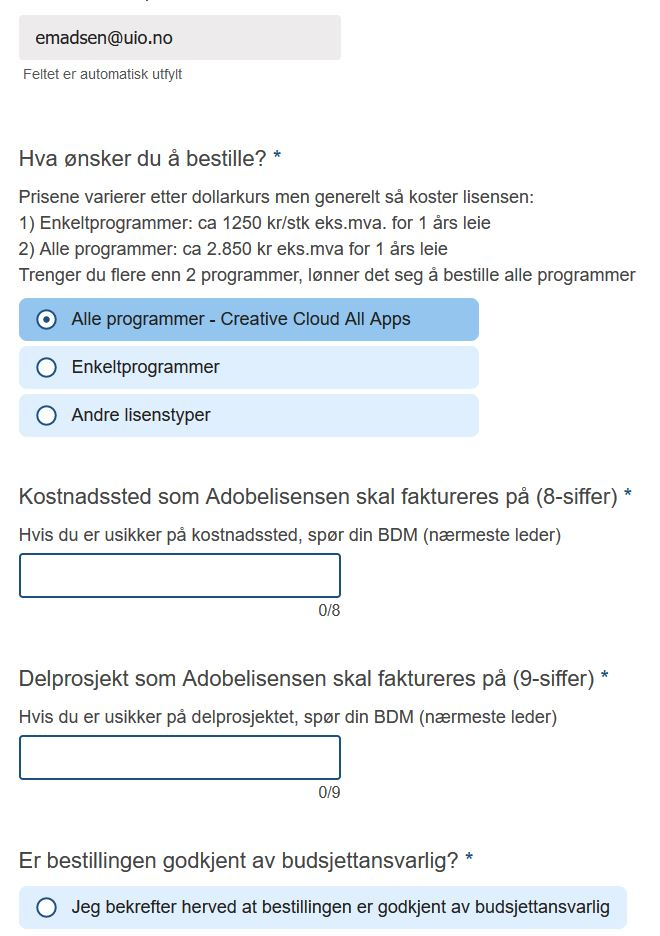 emadsen@uio.no
Feltet er automatisk utfylt
Hva ønsker du å bestille? *
Prisene varierer etter dollarkurs men generelt så koster lisensen:
1) Enkeltprogrammer: ca 1250 kr/stk eks.mva. for 1 års leie
2) Alle programmer: ca 2.850 kr eks.mva for 1 års leie
Trenger du flere enn 2 programmer, lønner det seg å bestille alle programmer
Alle programmer - Creative Cloud All Apps
Enkeltprogrammer
Andre lisenstyper
Kostnadssted som Adobelisensen skal faktureres på (8-siffer) *
Hvis du er usikker på kostnadssted, spør din BDM (nærmeste leder)
0/8
Delprosjekt som Adobelisensen skal faktureres på (9-siffer) *
Hvis du er usikker på delprosjektet, spør din BDM (nærmeste leder)
0/9
Er bestillingen godkjent av budsjettansvarlig? *
Jeg bekrefter herved at bestillingen er godkjent av budsjettansvarlig